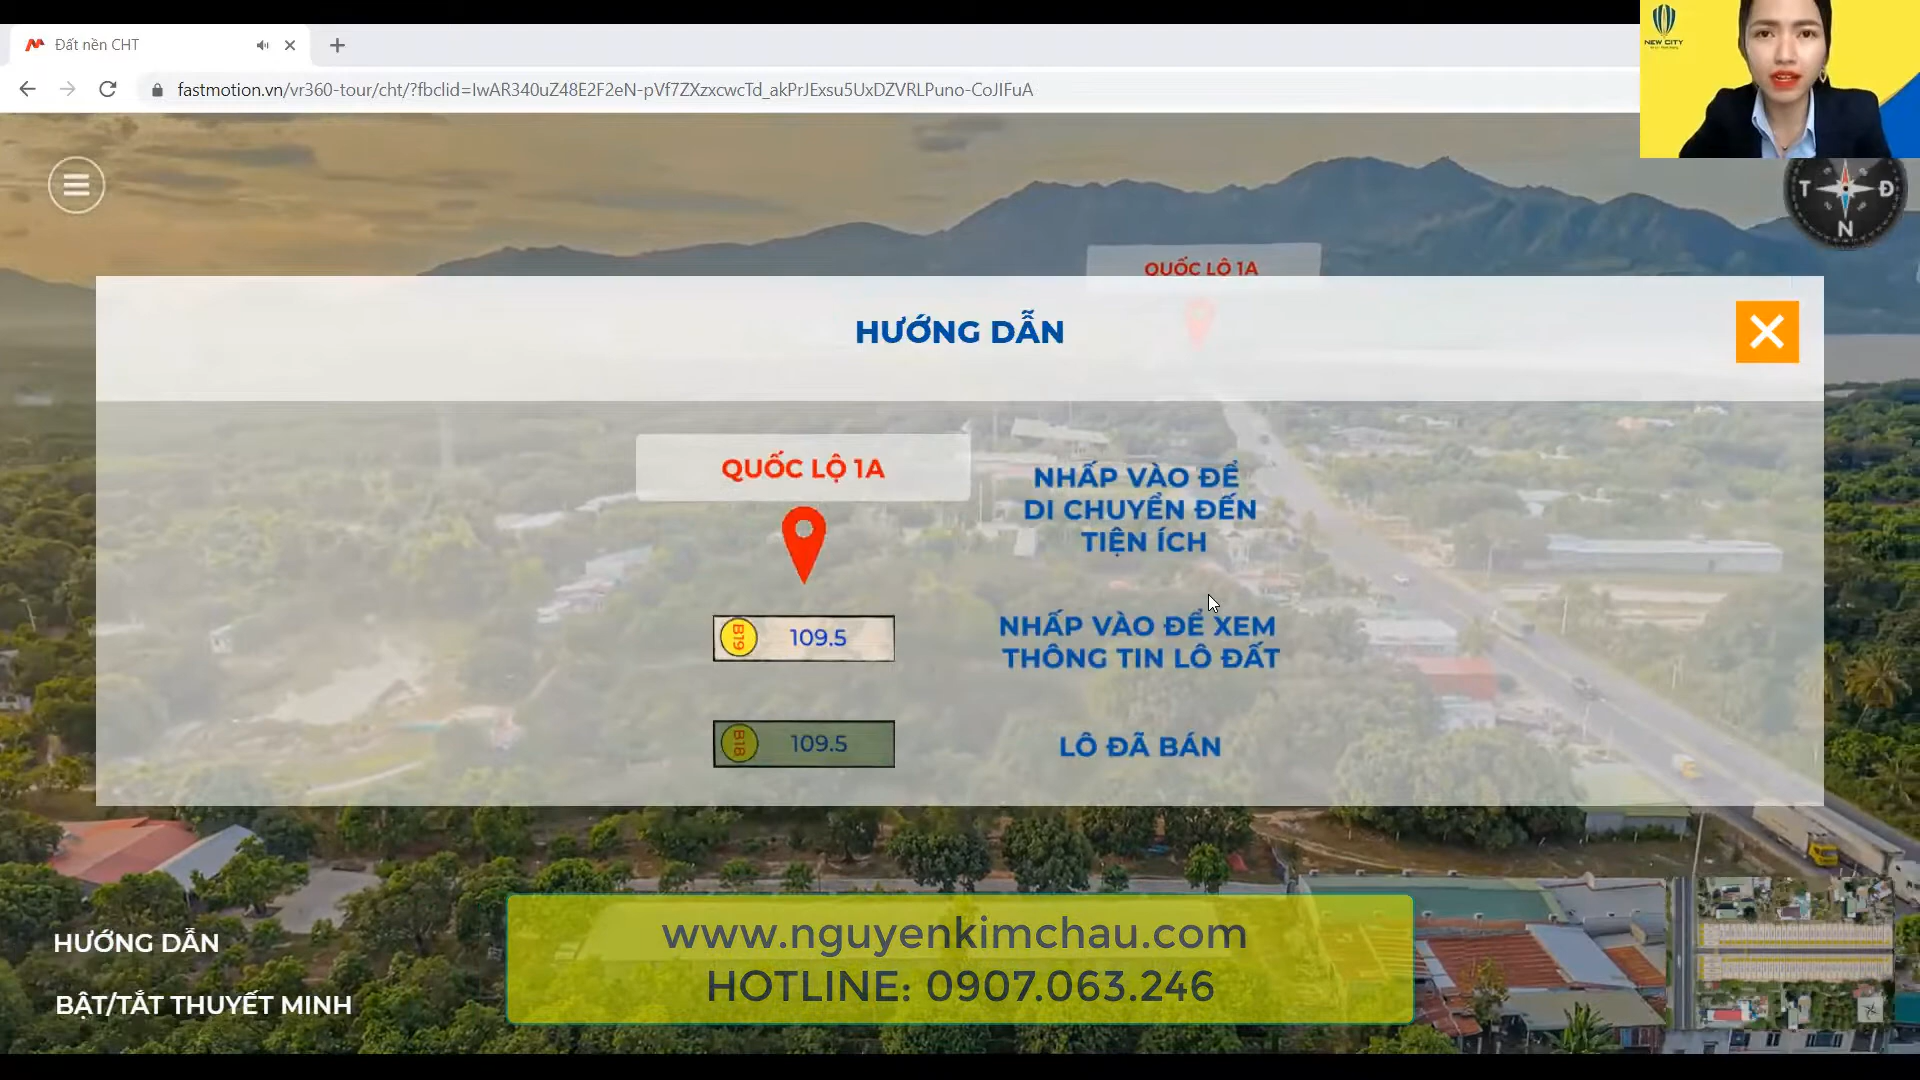 Đất nền CHT
fastmotion.vn/vr360-tour/cht/?fbclid=IwAR340uZ48E2F2eN-pVf7ZXzxcwcTd_akPrJExsu5UxDZVRLPuno-CoJIFuA
NEW CITY
T Đ
N
QUỐC LỘ 1A
HƯỚNG DẪN
QUỐC LỘ 1A
NHẤP VÀO ĐỂ
DI CHUYỂN ĐẾN
TIỆN ÍCH
B19 109.5
NHẤP VÀO ĐỂ XEM
THÔNG TIN LÔ ĐẤT
B18 109.5
LÔ ĐÃ BÁN
www.nguyenkimchau.com
HOTLINE: 0907.063.246
HƯỚNG DẪN
BẬT/TẮT THUYẾT MINH